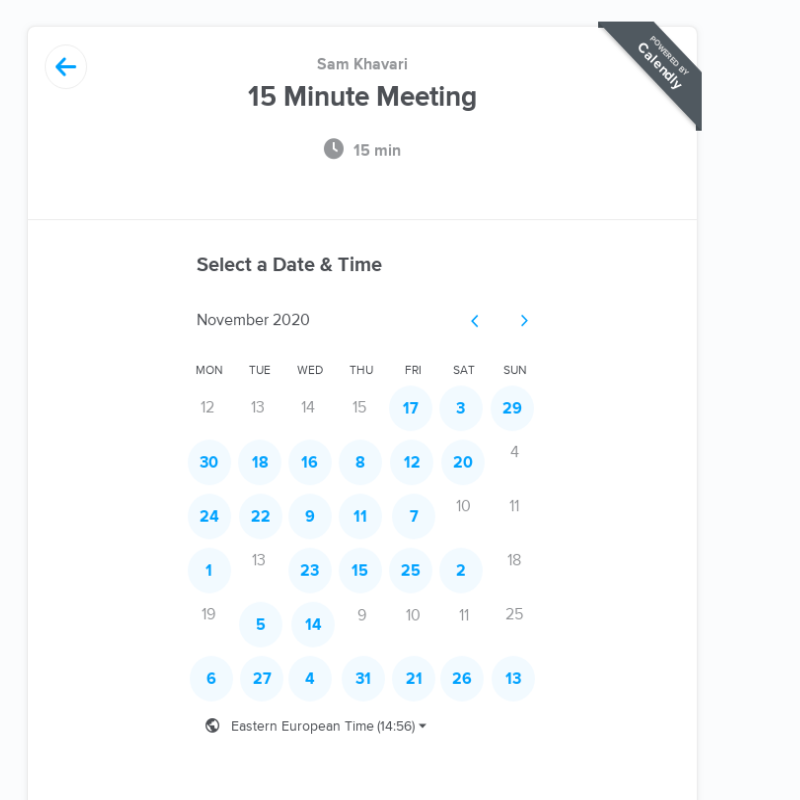 POWERED BY
Calendly
Sam Khavari
15 Minute Meeting
15 min
Select a Date & Time
November 2020
MON TUE WED THU FRI SAT SUN
12 13 14 15 17 3 29
30 18 16 8 12 20 4
24 22 9 11 7 10 11
1 13 23 15 25 2 18
19 5 14 9 10 11 25
6 27 4 31 21 26 13
Eastern European Time (14:56)